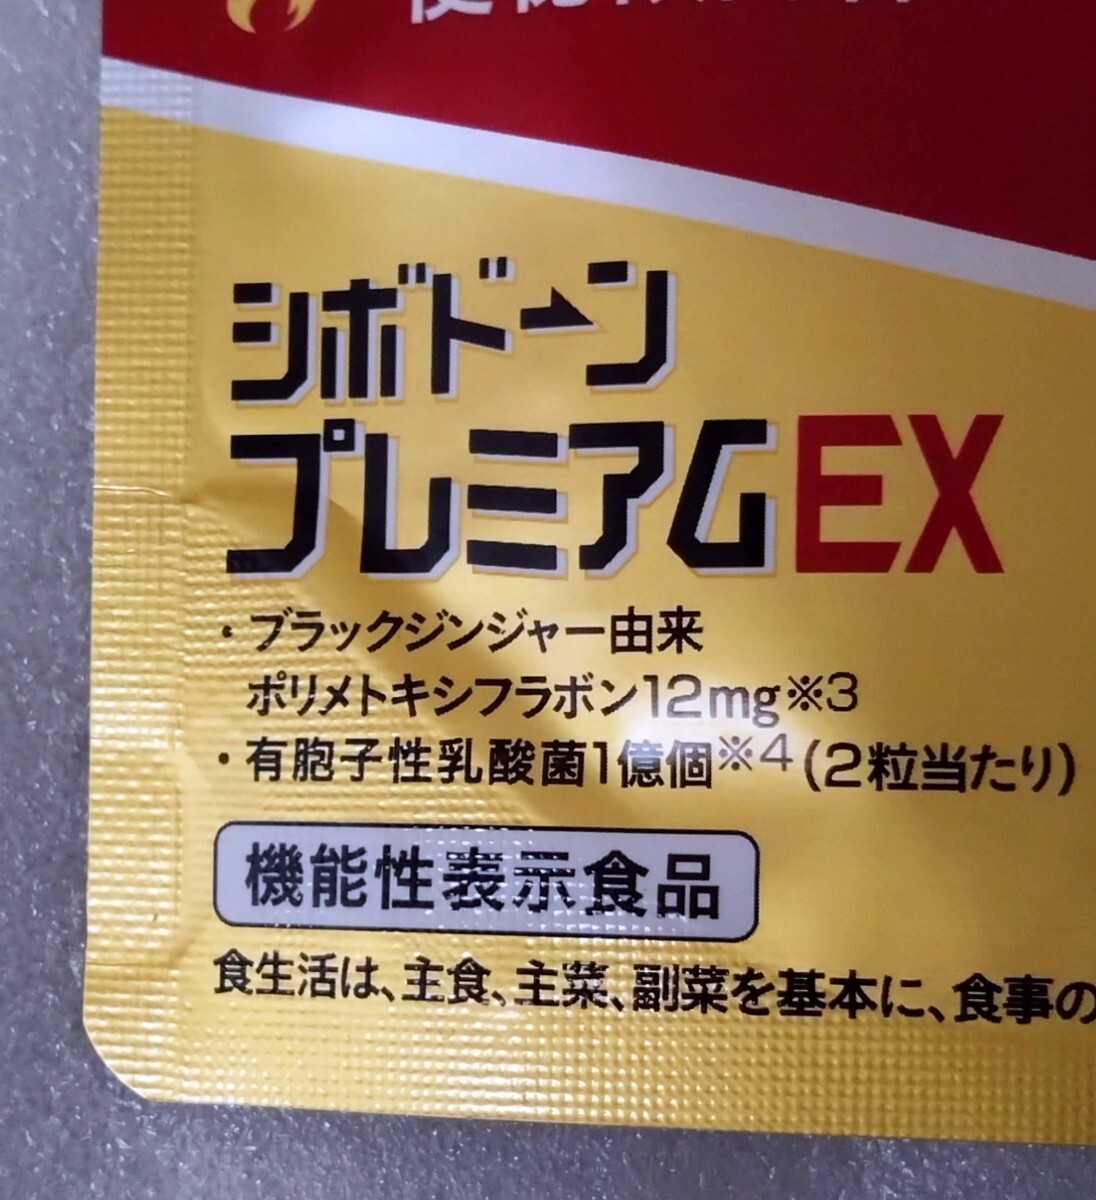 シボドーン
プレミアムEX
・ブラックジンジャー由来
ポリメトキシフラボン12mg※3
・有胞子性乳酸菌1億個※4(2粒当たり)
機能性表示食品
食生活は、主食、主菜、副菜を基本に、食事の